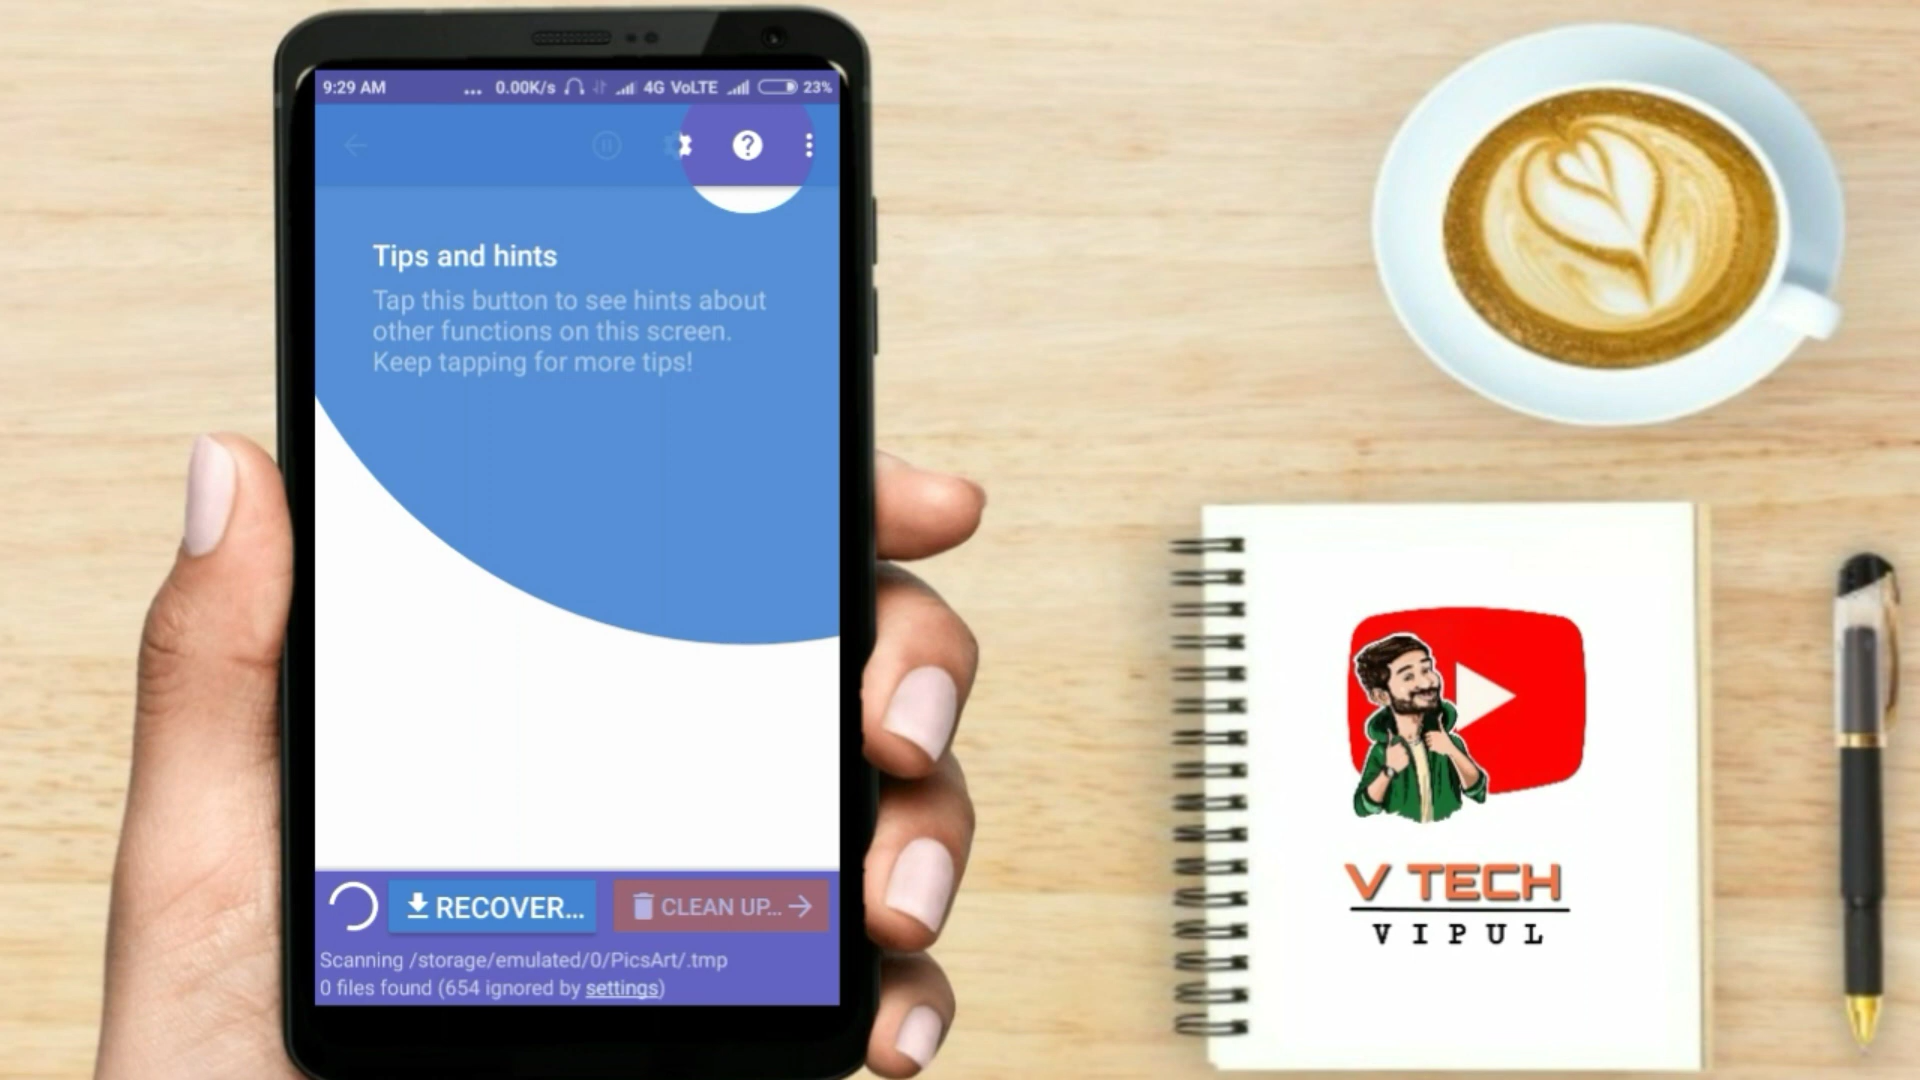 9:29 AM ... 0.00K/s 4G VoLTE 23%
Tips and hints
Tap this button to see hints about
other functions on this screen.
Keep tapping for more tips!
RECOVER... CLEAN UP...
Scanning /storage/emulated/0/PicsArt/.tmp
0 files found (654 ignored by settings)
V TECH
VIPUL